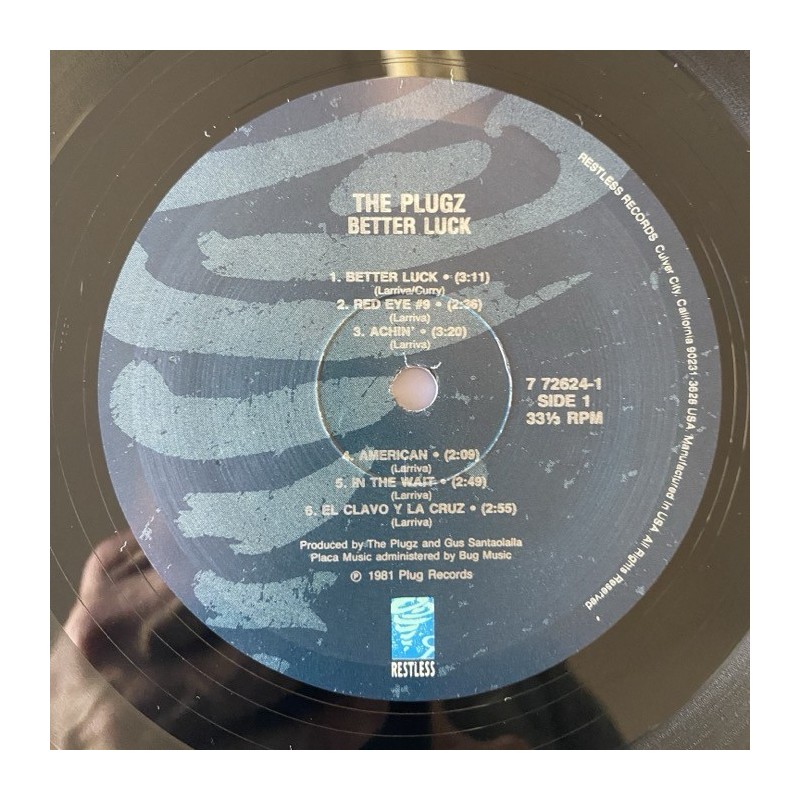 THE PLUGZ
BETTER LUCK
1. BETTER LUCK • (3:11)
(Larriva/Curry)
2. RED EYE #9 • (2:36)
(Larriva)
3. ACHIN' • (3:20)
(Larriva)
7 72624-1
SIDE 1
33⅓ RPM
4. AMERICAN • (2:09)
(Larriva)
5. IN THE WAIT • (2:49)
(Larriva)
6. EL CLAVO Y LA CRUZ • (2:55)
(Larriva)
Produced by The Plugz and Gus Santaolalla
Placa Music administered by Bug Music
℗ 1981 Plug Records
RESTLESS
RESTLESS RECORDS Culver City, California 90231-3628 USA Manufactured in USA All Rights Reserved